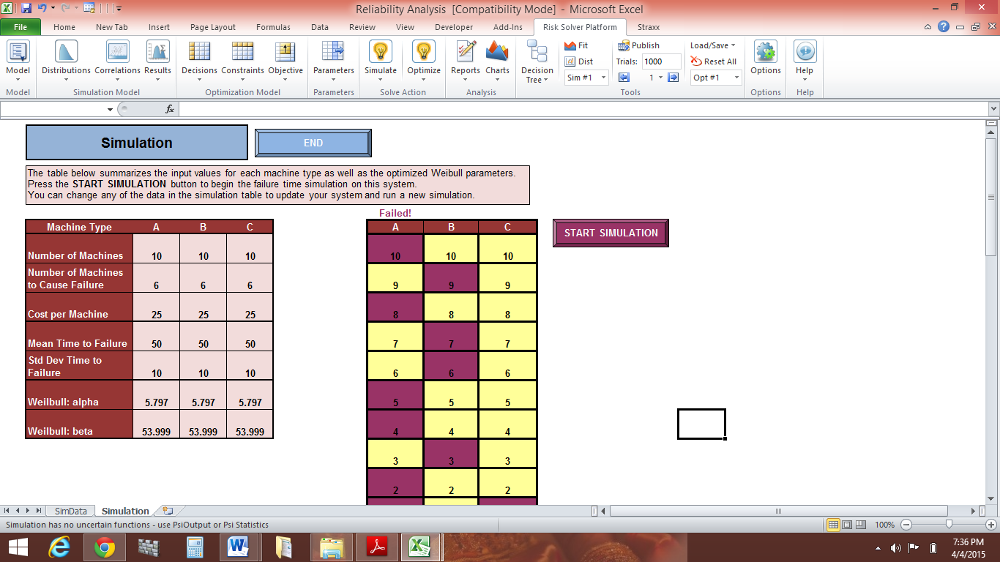 Reliability Analysis [Compatibility Mode] - Microsoft Excel
File Home New Tab Insert Page Layout Formulas Data Review View Developer Add-Ins Risk Solver Platform Straxx
Model Distributions Correlations Results Decisions Constraints Objective Parameters Simulate Optimize Reports Charts Decision Tree Fit Dist Sim #1 Publish Trials: 1000 1 Load/Save Reset All Opt #1 Options Help
Model Simulation Model Optimization Model Parameters Solve Action Analysis Tools Options Help
fx
Simulation END
The table below summarizes the input values for each machine type as well as the optimized Weibull parameters.
Press the START SIMULATION button to begin the failure time simulation on this system.
You can change any of the data in the simulation table to update your system and run a new simulation.
Machine Type A B C
Number of Machines 10 10 10
Number of Machines
to Cause Failure 6 6 6
Cost per Machine 25 25 25
Mean Time to Failure 50 50 50
Std Dev Time to
Failure 10 10 10
Weilbull: alpha 5.797 5.797 5.797
Weilbull: beta 53.999 53.999 53.999
Failed!
A B C
10 10 10
9 9 9
8 8 8
7 7 7
6 6 6
5 5 5
4 4 4
3 3 3
2 2 2
START SIMULATION
SimData Simulation
Simulation has no uncertain functions - use PsiOutput or Psi Statistics 100%
7:36 PM
4/4/2015